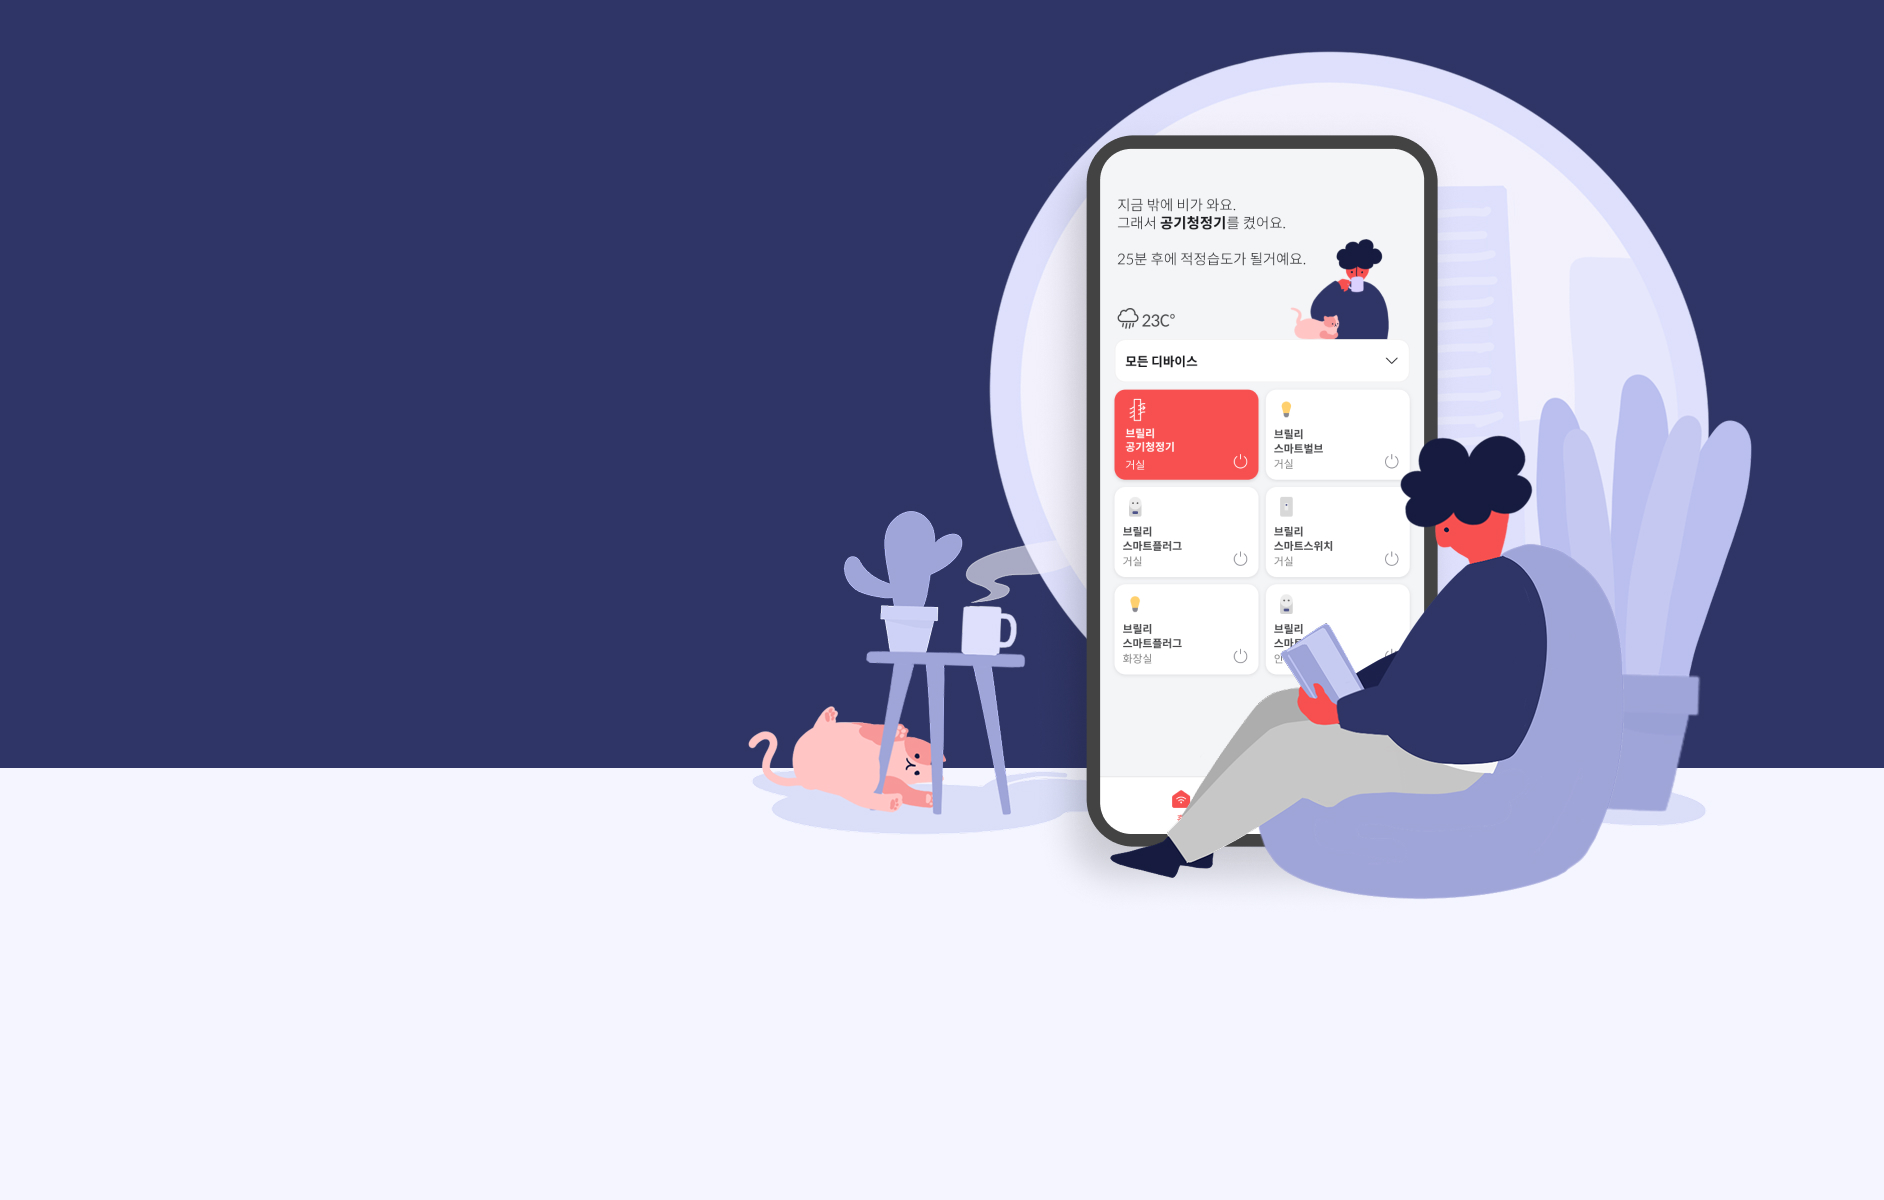 지금 밖에 비가 와요.
그래서 공기청정기를 켰어요.
25분 후에 적정습도가 될거예요.
23C°
모든 디바이스
브릴리
공기청정기
거실
브릴리
스마트벌브
거실
브릴리
스마트플러그
거실
브릴리
스마트스위치
거실
브릴리
스마트플러그
화장실
브릴리